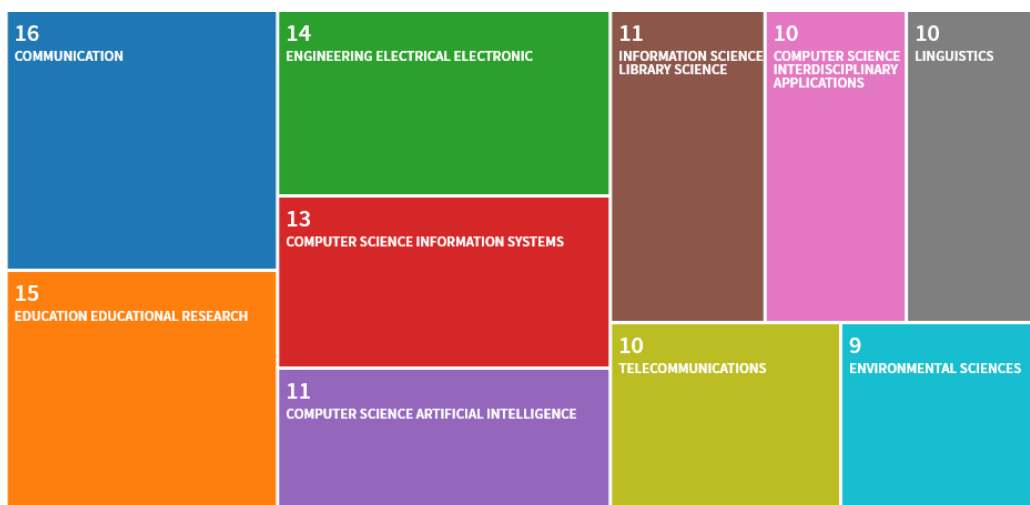 16
COMMUNICATION
15
EDUCATION EDUCATIONAL RESEARCH
14
ENGINEERING ELECTRICAL ELECTRONIC
13
COMPUTER SCIENCE INFORMATION SYSTEMS
11
COMPUTER SCIENCE ARTIFICIAL INTELLIGENCE
11
INFORMATION SCIENCE
LIBRARY SCIENCE
10
COMPUTER SCIENCE
INTERDISCIPLINARY
APPLICATIONS
10
LINGUISTICS
10
TELECOMMUNICATIONS
9
ENVIRONMENTAL SCIENCES